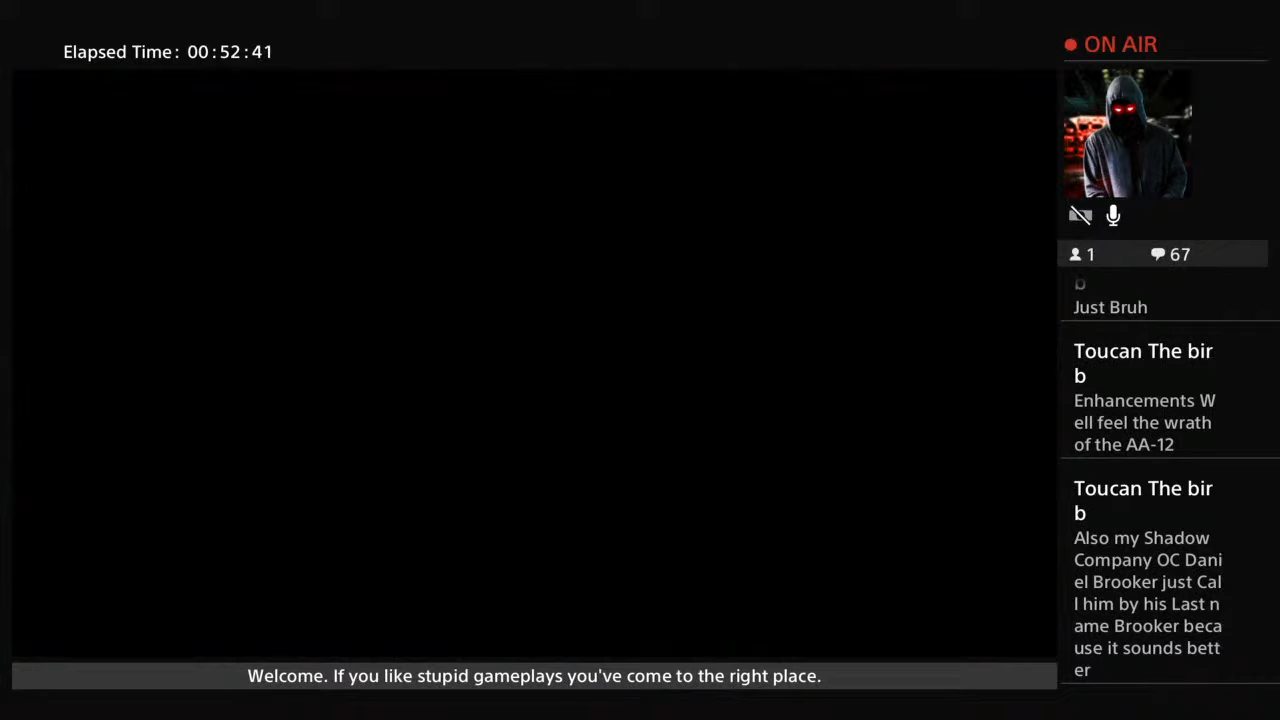 Elapsed Time: 00:52:41
ON AIR
1 67
b
Just Bruh
Toucan The bir
b
Enhancements W
ell feel the wrath
of the AA-12
Toucan The bir
b
Also my Shadow
Company OC Dani
el Brooker just Cal
l him by his Last n
ame Brooker beca
use it sounds bett
er
Welcome. If you like stupid gameplays you've come to the right place.